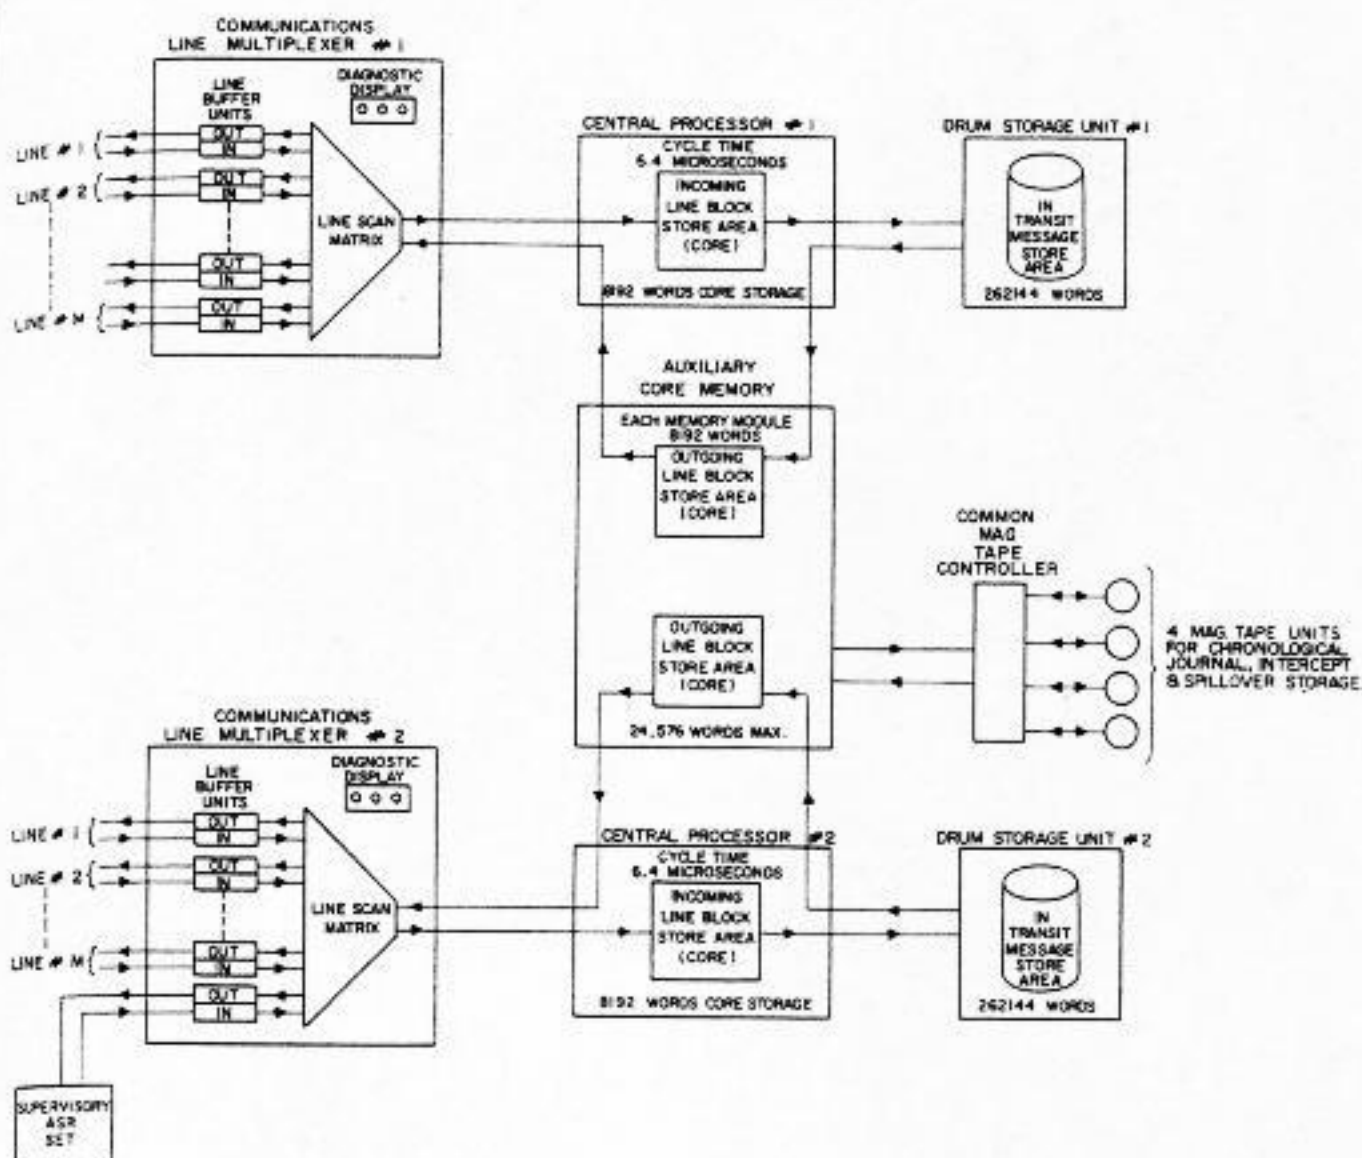 COMMUNICATIONS
LINE MULTIPLEXER # 1
LINE
BUFFER
UNITS
DIAGNOSTIC
DISPLAY
LINE # 1
OUT
IN
LINE # 2
OUT
IN
OUT
IN
LINE # M
OUT
IN
LINE SCAN
MATRIX
CENTRAL PROCESSOR # 1
CYCLE TIME
6.4 MICROSECONDS
INCOMING
LINE BLOCK
STORE AREA
(CORE)
8192 WORDS CORE STORAGE
DRUM STORAGE UNIT #1
IN
TRANSIT
MESSAGE
STORE
AREA
262144 WORDS
AUXILIARY
CORE MEMORY
EACH MEMORY MODULE
8192 WORDS
OUTGOING
LINE BLOCK
STORE AREA
(CORE)
OUTGOING
LINE BLOCK
STORE AREA
(CORE)
24,576 WORDS MAX.
COMMON
MAG
TAPE
CONTROLLER
4 MAG. TAPE UNITS
FOR CHRONOLOGICAL
JOURNAL, INTERCEPT
& SPILLOVER STORAGE
COMMUNICATIONS
LINE MULTIPLEXER # 2
LINE
BUFFER
UNITS
DIAGNOSTIC
DISPLAY
LINE # 1
OUT
IN
LINE # 2
OUT
IN
LINE # M
OUT
IN
OUT
IN
LINE SCAN
MATRIX
SUPERVISORY
ASR
SET
CENTRAL PROCESSOR #2
CYCLE TIME
6.4 MICROSECONDS
INCOMING
LINE BLOCK
STORE AREA
(CORE)
8192 WORDS CORE STORAGE
DRUM STORAGE UNIT #2
IN
TRANSIT
MESSAGE
STORE
AREA
262144 WORDS